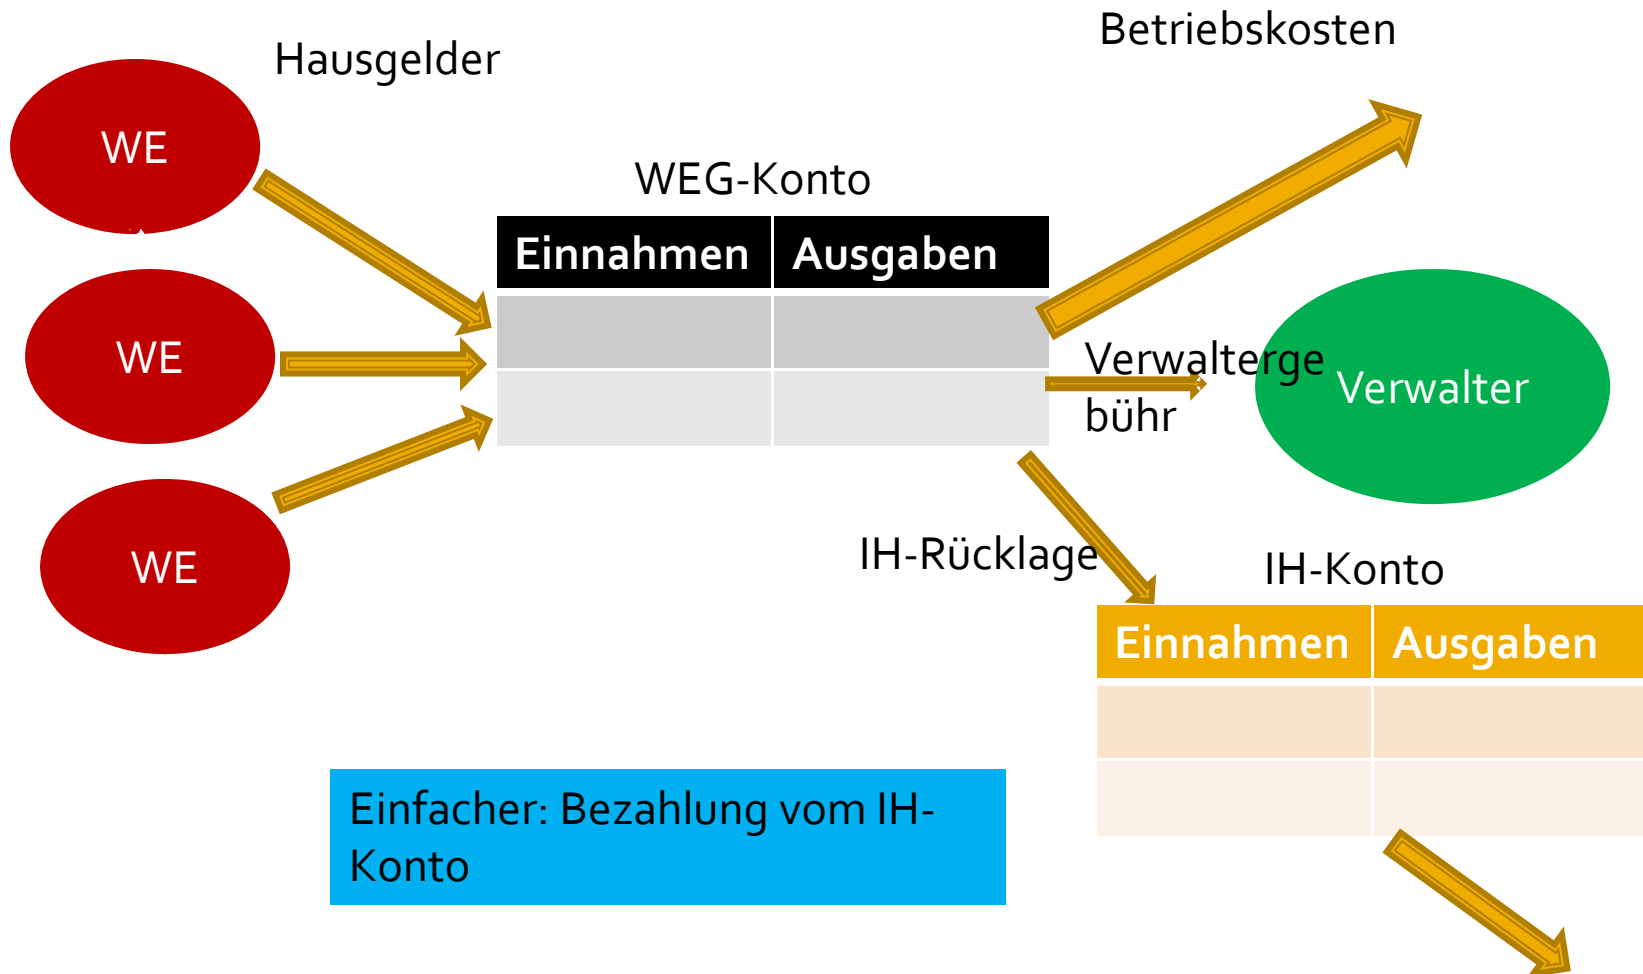 Hausgelder
Betriebskosten
WE
WEG-Konto
Einnahmen Ausgaben
WE
Verwalterge
bühr
Verwalter
WE
IH-Rücklage
IH-Konto
Einnahmen Ausgaben
Einfacher: Bezahlung vom IH-
Konto